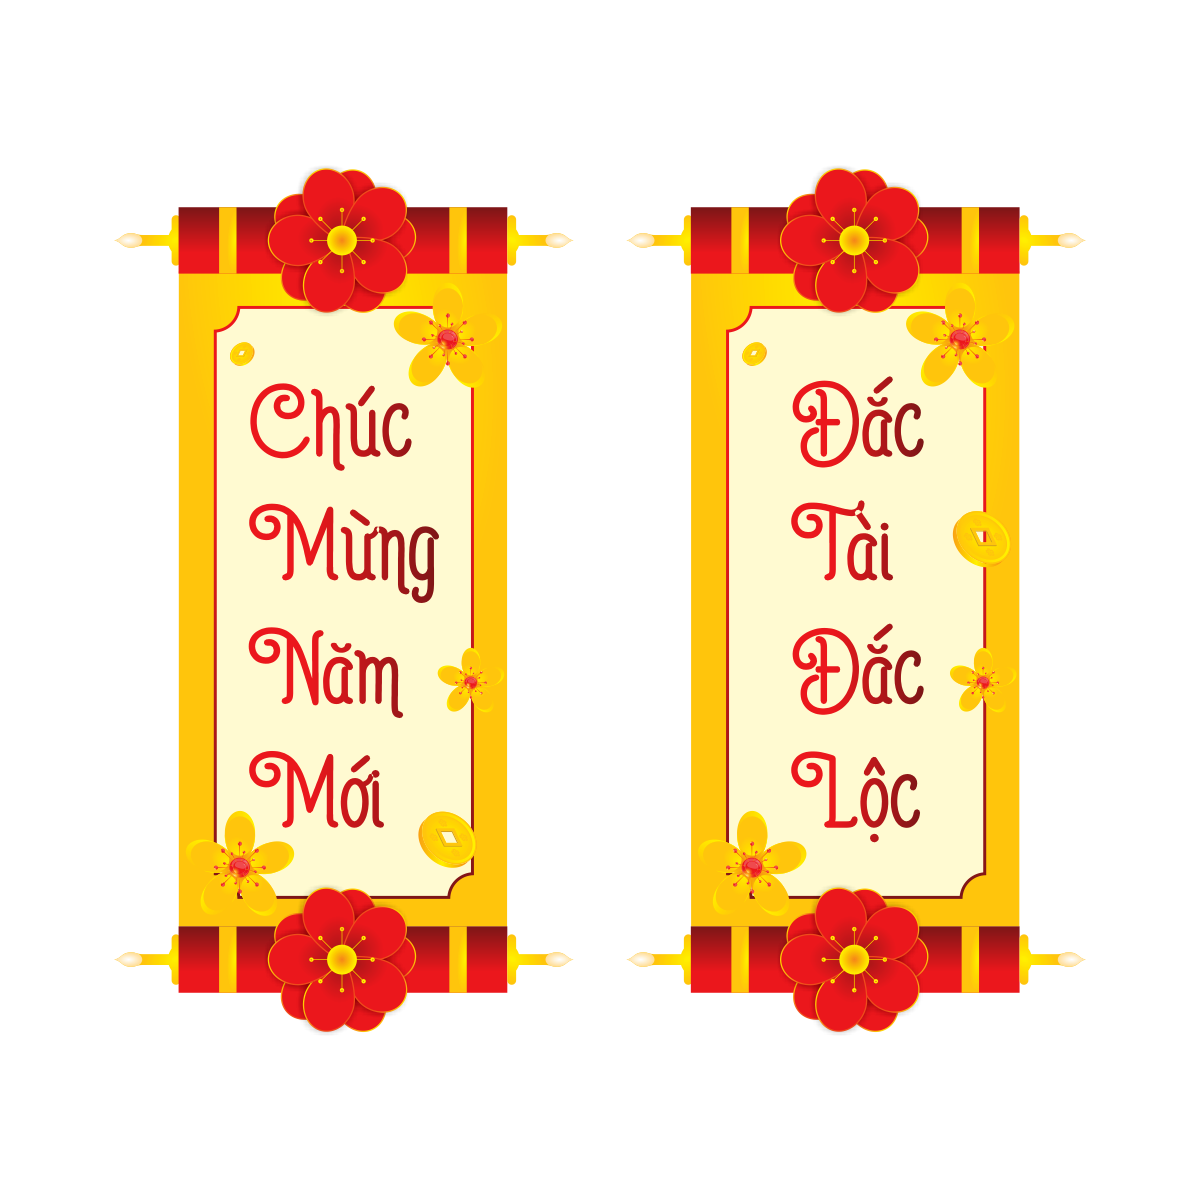 Chúc
Mừng
Năm
Mới
Đắc
Tài
Đắc
Lộc